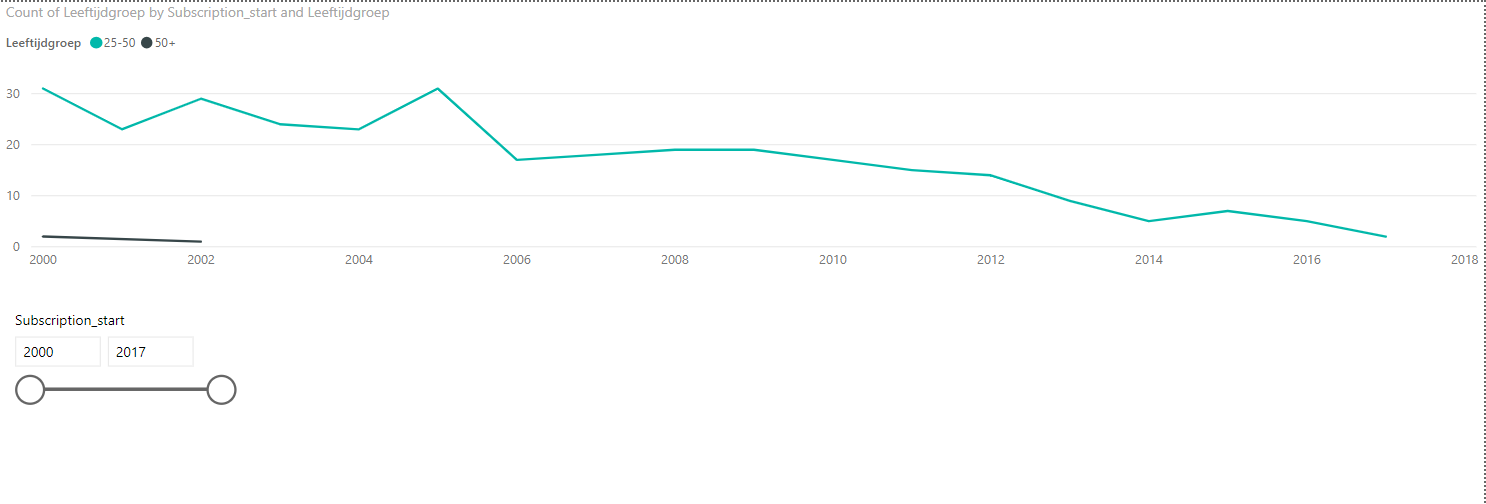 Count of Leeftijdgroep by Subscription_start and Leeftijdgroep
Leeftijdgroep 25-50 50+
30
20
10
0
2000 2002 2004 2006 2008 2010 2012 2014 2016 2018
Subscription_start
2000 2017